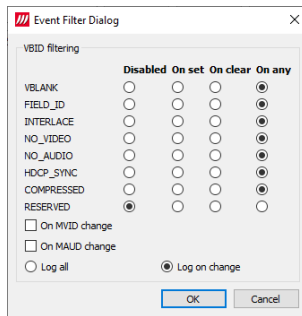 Event Filter Dialog
VBID filtering
Disabled On set On clear On any
VBLANK
FIELD_ID
INTERLACE
NO_VIDEO
NO_AUDIO
HDCP_SYNC
COMPRESSED
RESERVED
On MVID change
On MAUD change
Log all Log on change
OK Cancel